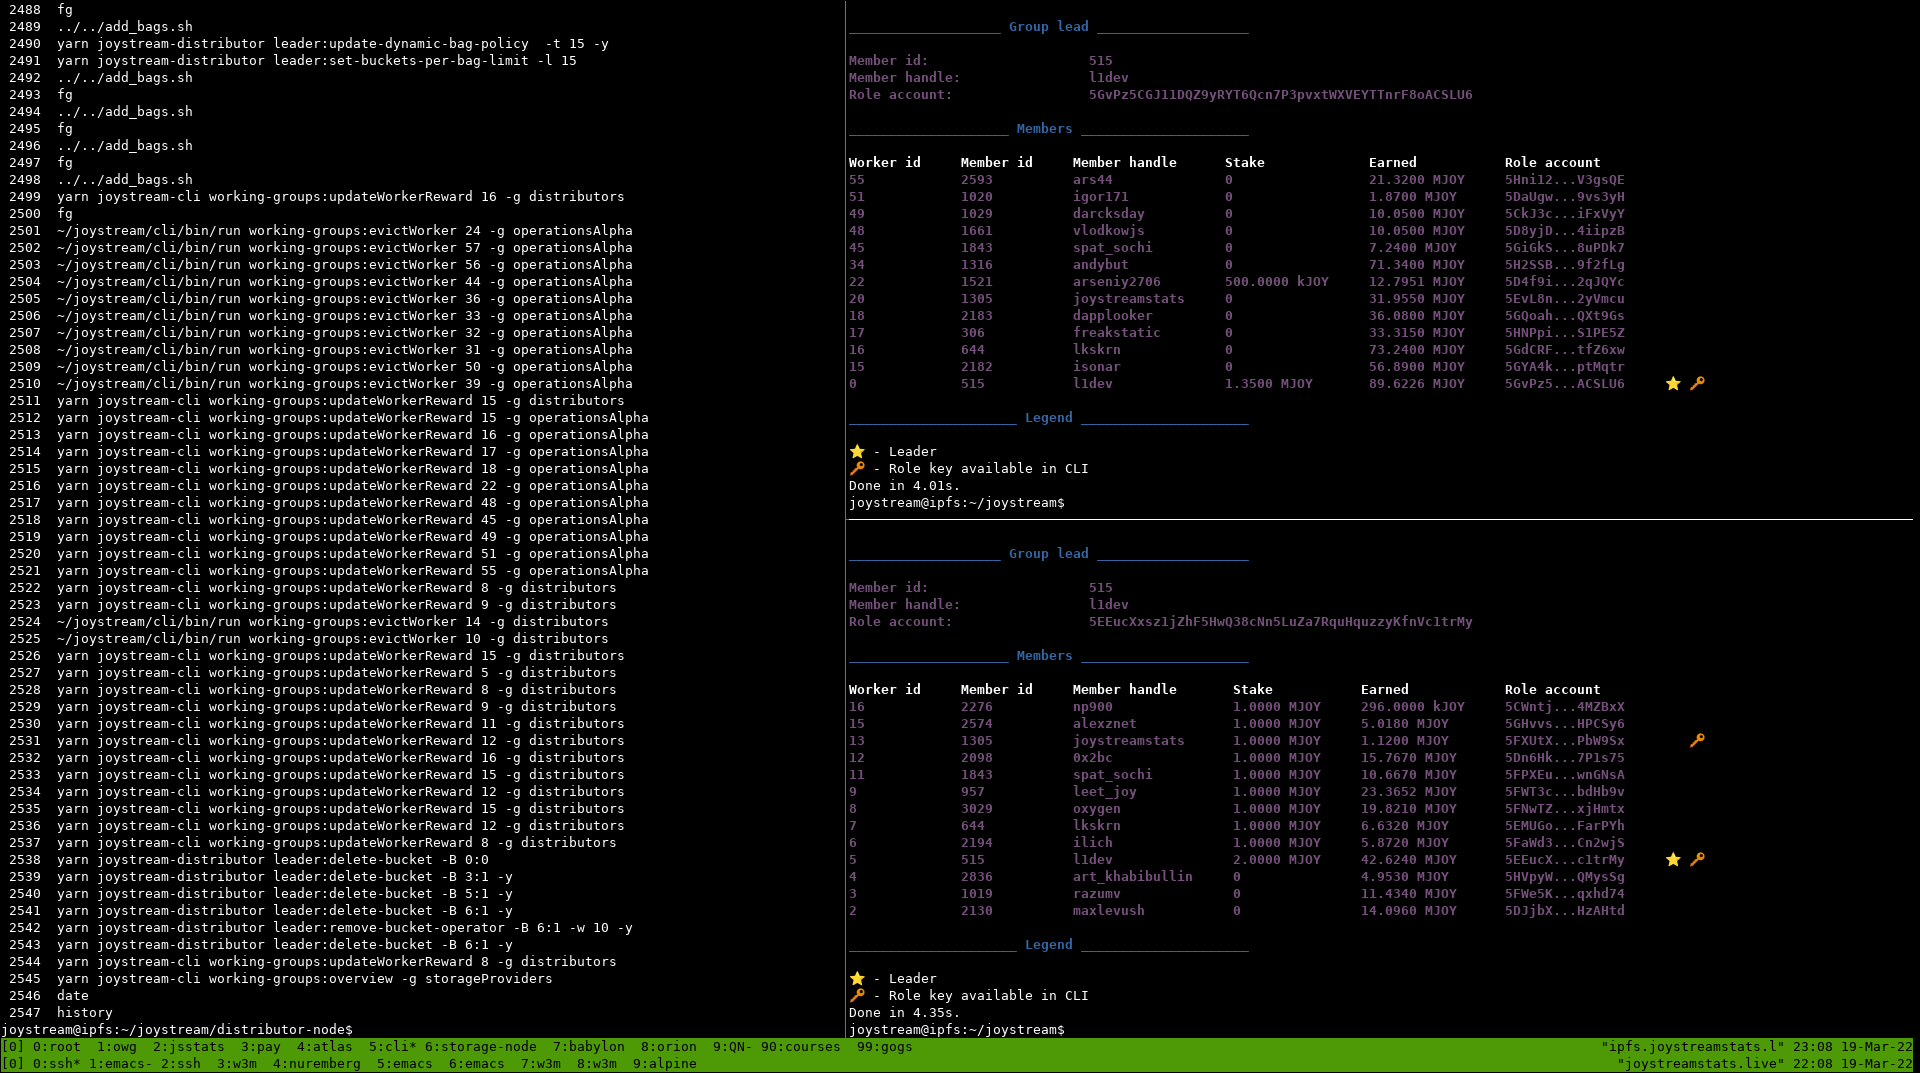 2488  fg
2489  ../../add_bags.sh
2490  yarn joystream-distributor leader:update-dynamic-bag-policy  -t 15 -y
2491  yarn joystream-distributor leader:set-buckets-per-bag-limit -l 15
2492  ../../add_bags.sh
2493  fg
2494  ../../add_bags.sh
2495  fg
2496  ../../add_bags.sh
2497  fg
2498  ../../add_bags.sh
2499  yarn joystream-cli working-groups:updateWorkerReward 16 -g distributors
2500  fg
2501  ~/joystream/cli/bin/run working-groups:evictWorker 24 -g operationsAlpha
2502  ~/joystream/cli/bin/run working-groups:evictWorker 57 -g operationsAlpha
2503  ~/joystream/cli/bin/run working-groups:evictWorker 56 -g operationsAlpha
2504  ~/joystream/cli/bin/run working-groups:evictWorker 44 -g operationsAlpha
2505  ~/joystream/cli/bin/run working-groups:evictWorker 36 -g operationsAlpha
2506  ~/joystream/cli/bin/run working-groups:evictWorker 33 -g operationsAlpha
2507  ~/joystream/cli/bin/run working-groups:evictWorker 32 -g operationsAlpha
2508  ~/joystream/cli/bin/run working-groups:evictWorker 31 -g operationsAlpha
2509  ~/joystream/cli/bin/run working-groups:evictWorker 50 -g operationsAlpha
2510  ~/joystream/cli/bin/run working-groups:evictWorker 39 -g operationsAlpha
2511  yarn joystream-cli working-groups:updateWorkerReward 15 -g distributors
2512  yarn joystream-cli working-groups:updateWorkerReward 15 -g operationsAlpha
2513  yarn joystream-cli working-groups:updateWorkerReward 16 -g operationsAlpha
2514  yarn joystream-cli working-groups:updateWorkerReward 17 -g operationsAlpha
2515  yarn joystream-cli working-groups:updateWorkerReward 18 -g operationsAlpha
2516  yarn joystream-cli working-groups:updateWorkerReward 22 -g operationsAlpha
2517  yarn joystream-cli working-groups:updateWorkerReward 48 -g operationsAlpha
2518  yarn joystream-cli working-groups:updateWorkerReward 45 -g operationsAlpha
2519  yarn joystream-cli working-groups:updateWorkerReward 49 -g operationsAlpha
2520  yarn joystream-cli working-groups:updateWorkerReward 51 -g operationsAlpha
2521  yarn joystream-cli working-groups:updateWorkerReward 55 -g operationsAlpha
2522  yarn joystream-cli working-groups:updateWorkerReward 8 -g distributors
2523  yarn joystream-cli working-groups:updateWorkerReward 9 -g distributors
2524  ~/joystream/cli/bin/run working-groups:evictWorker 14 -g distributors
2525  ~/joystream/cli/bin/run working-groups:evictWorker 10 -g distributors
2526  yarn joystream-cli working-groups:updateWorkerReward 15 -g distributors
2527  yarn joystream-cli working-groups:updateWorkerReward 5 -g distributors
2528  yarn joystream-cli working-groups:updateWorkerReward 8 -g distributors
2529  yarn joystream-cli working-groups:updateWorkerReward 9 -g distributors
2530  yarn joystream-cli working-groups:updateWorkerReward 11 -g distributors
2531  yarn joystream-cli working-groups:updateWorkerReward 12 -g distributors
2532  yarn joystream-cli working-groups:updateWorkerReward 16 -g distributors
2533  yarn joystream-cli working-groups:updateWorkerReward 15 -g distributors
2534  yarn joystream-cli working-groups:updateWorkerReward 12 -g distributors
2535  yarn joystream-cli working-groups:updateWorkerReward 15 -g distributors
2536  yarn joystream-cli working-groups:updateWorkerReward 12 -g distributors
2537  yarn joystream-cli working-groups:updateWorkerReward 8 -g distributors
2538  yarn joystream-distributor leader:delete-bucket -B 0:0
2539  yarn joystream-distributor leader:delete-bucket -B 3:1 -y
2540  yarn joystream-distributor leader:delete-bucket -B 5:1 -y
2541  yarn joystream-distributor leader:delete-bucket -B 6:1 -y
2542  yarn joystream-distributor leader:remove-bucket-operator -B 6:1 -w 10 -y
2543  yarn joystream-distributor leader:delete-bucket -B 6:1 -y
2544  yarn joystream-cli working-groups:updateWorkerReward 8 -g distributors
2545  yarn joystream-cli working-groups:overview -g storageProviders
2546  date
2547  history
joystream@ipfs:~/joystream/distributor-node$
___________________ Group lead ___________________
Member id: 515
Member handle: l1dev
Role account: 5GvPz5CGJ11DQZ9yRYT6Qcn7P3pvxtWXVEYTTnrF8oACSLU6
____________________ Members _____________________
Worker id  Member id  Member handle  Stake  Earned  Role account
55  2593  ars44  0  21.3200 MJOY  5Hni12...V3gsQE
51  1020  igor171  0  1.8700 MJOY  5DaUgw...9vs3yH
49  1029  darcksday  0  10.0500 MJOY  5CkJ3c...iFxVyY
48  1661  vlodkowjs  0  10.0500 MJOY  5D8yjD...4iipzB
45  1843  spat_sochi  0  7.2400 MJOY  5GiGkS...8uPDk7
34  1316  andybut  0  71.3400 MJOY  5H2SSB...9f2fLg
22  1521  arseniy2706  500.0000 kJOY  12.7951 MJOY  5D4f9i...2qJQYc
20  1305  joystreamstats  0  31.9550 MJOY  5EvL8n...2yVmcu
18  2183  dapplooker  0  36.0800 MJOY  5GQoah...QXt9Gs
17  306  freakstatic  0  33.3150 MJOY  5HNPpi...S1PE5Z
16  644  lkskrn  0  73.2400 MJOY  5GdCRF...tfZ6xw
15  2182  isonar  0  56.8900 MJOY  5GYA4k...ptMqtr
0  515  l1dev  1.3500 MJOY  89.6226 MJOY  5GvPz5...ACSLU6  ⭐ 🔑
_____________________ Legend _____________________
⭐ - Leader
🔑 - Role key available in CLI
Done in 4.01s.
joystream@ipfs:~/joystream$
___________________ Group lead ___________________
Member id: 515
Member handle: l1dev
Role account: 5EEucXxsz1jZhF5HwQ38cNn5LuZa7RquHquzzyKfnVc1trMy
____________________ Members _____________________
Worker id  Member id  Member handle  Stake  Earned  Role account
16  2276  np900  1.0000 MJOY  296.0000 kJOY  5CWntj...4MZBxX
15  2574  alexznet  1.0000 MJOY  5.0180 MJOY  5GHvvs...HPCSy6
13  1305  joystreamstats  1.0000 MJOY  1.1200 MJOY  5FXUtX...PbW9Sx  🔑
12  2098  0x2bc  1.0000 MJOY  15.7670 MJOY  5Dn6Hk...7P1s75
11  1843  spat_sochi  1.0000 MJOY  10.6670 MJOY  5FPXEu...wnGNsA
9  957  leet_joy  1.0000 MJOY  23.3652 MJOY  5FWT3c...bdHb9v
8  3029  oxygen  1.0000 MJOY  19.8210 MJOY  5FNwTZ...xjHmtx
7  644  lkskrn  1.0000 MJOY  6.6320 MJOY  5EMUGo...FarPYh
6  2194  ilich  1.0000 MJOY  5.8720 MJOY  5FaWd3...Cn2wjS
5  515  l1dev  2.0000 MJOY  42.6240 MJOY  5EEucX...c1trMy  ⭐ 🔑
4  2836  art_khabibullin  0  4.9530 MJOY  5HVpyW...QMysSg
3  1019  razumv  0  11.4340 MJOY  5FWe5K...qxhd74
2  2130  maxlevush  0  14.0960 MJOY  5DJjbX...HzAHtd
_____________________ Legend _____________________
⭐ - Leader
🔑 - Role key available in CLI
Done in 4.35s.
joystream@ipfs:~/joystream$
[0] 0:root  1:owg  2:jsstats  3:pay  4:atlas  5:cli* 6:storage-node  7:babylon  8:orion  9:QN- 90:courses  99:gogs  "ipfs.joystreamstats.l" 23:08 19-Mar-22
[0] 0:ssh* 1:emacs- 2:ssh  3:w3m  4:nuremberg  5:emacs  6:emacs  7:w3m  8:w3m  9:alpine  "joystreamstats.live" 22:08 19-Mar-22